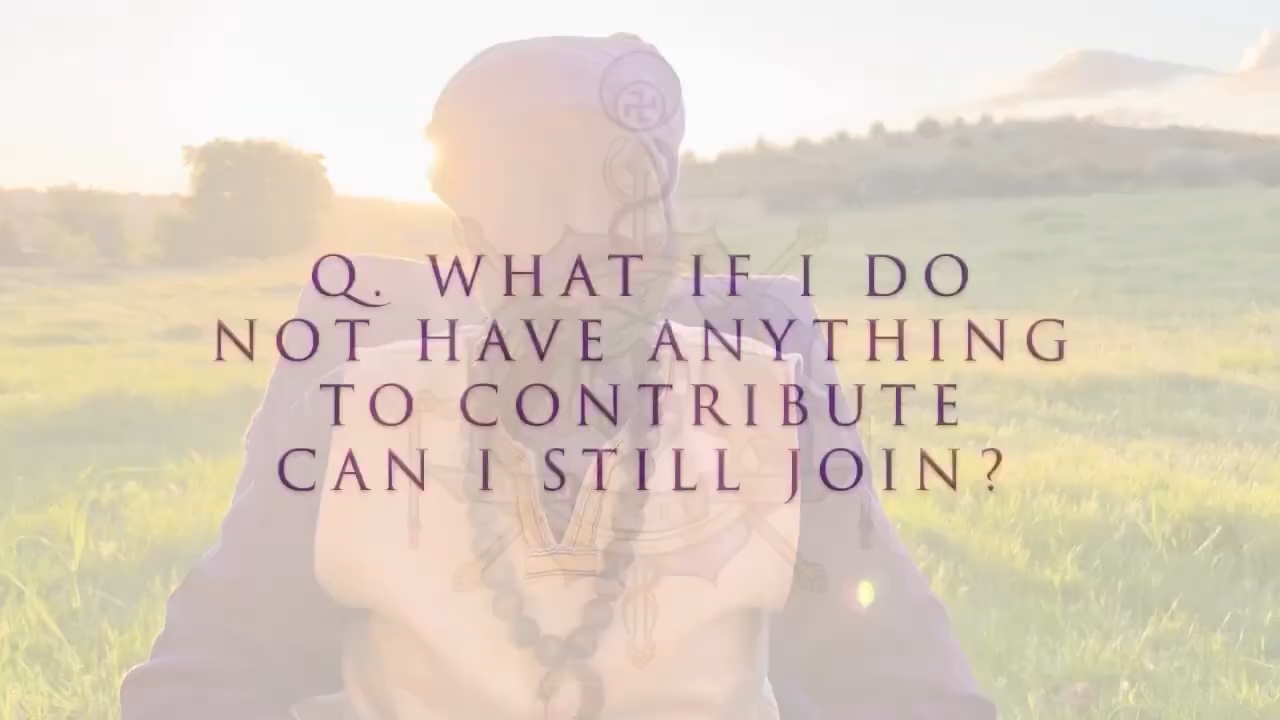 Q. WHAT IF I DO
NOT HAVE ANYTHING
TO CONTRIBUTE
CAN I STILL JOIN?